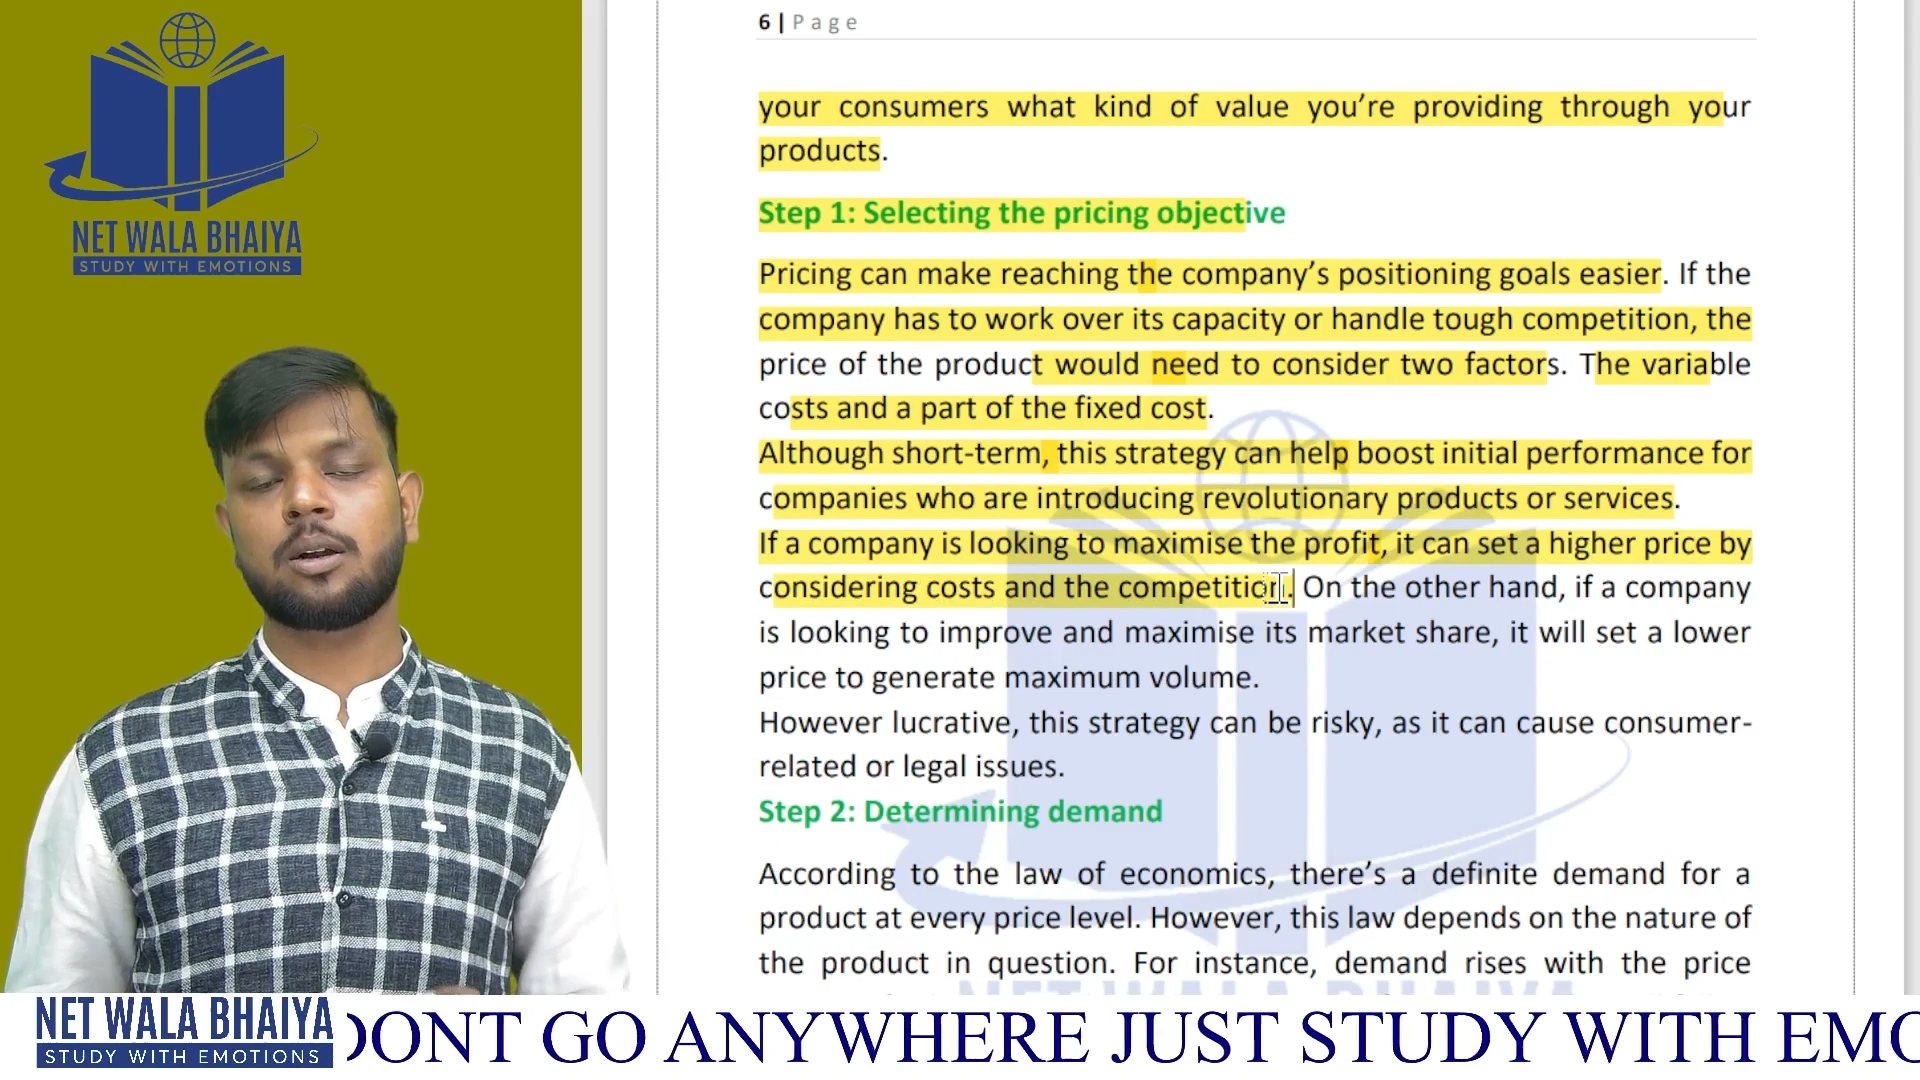 NET WALA BHAIYA
STUDY WITH EMOTIONS
6 | Page
your consumers what kind of value you’re providing through your
products.
Step 1: Selecting the pricing objective
Pricing can make reaching the company’s positioning goals easier. If the
company has to work over its capacity or handle tough competition, the
price of the product would need to consider two factors. The variable
costs and a part of the fixed cost.
Although short-term, this strategy can help boost initial performance for
companies who are introducing revolutionary products or services.
If a company is looking to maximise the profit, it can set a higher price by
considering costs and the competition. On the other hand, if a company
is looking to improve and maximise its market share, it will set a lower
price to generate maximum volume.
However lucrative, this strategy can be risky, as it can cause consumer-
related or legal issues.
Step 2: Determining demand
According to the law of economics, there’s a definite demand for a
product at every price level. However, this law depends on the nature of
the product in question. For instance, demand rises with the price
NET WALA BHAIYA
NET WALA BHAIYA
STUDY WITH EMOTIONS
DONT GO ANYWHERE JUST STUDY WITH EMO